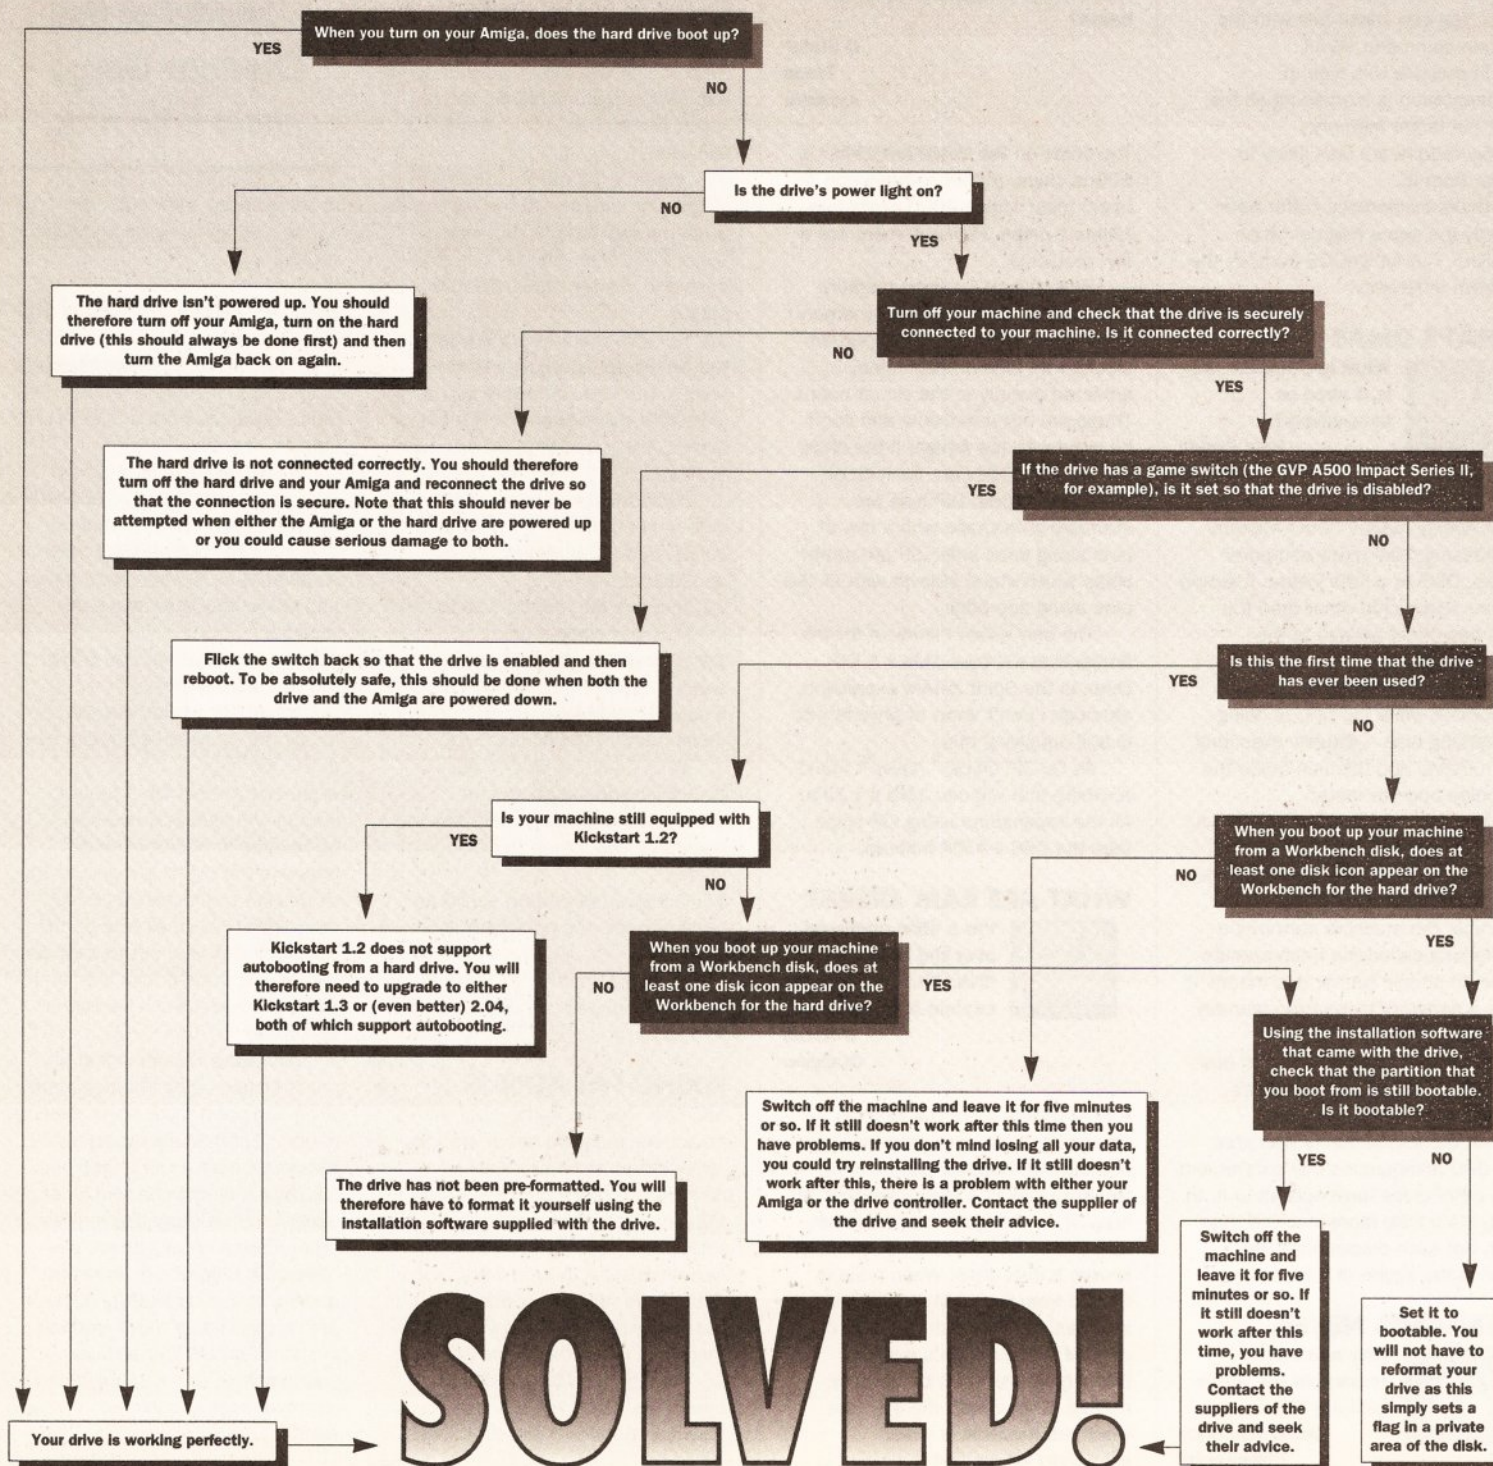 When you turn on your Amiga, does the hard drive boot up?
YES
NO
Is the drive's power light on?
NO
YES
The hard drive isn't powered up. You should
therefore turn off your Amiga, turn on the hard
drive (this should always be done first) and then
turn the Amiga back on again.
Turn off your machine and check that the drive is securely
connected to your machine. Is it connected correctly?
NO
YES
The hard drive is not connected correctly. You should therefore
turn off the hard drive and your Amiga and reconnect the drive so
that the connection is secure. Note that this should never be
attempted when either the Amiga or the hard drive are powered up
or you could cause serious damage to both.
If the drive has a game switch (the GVP A500 Impact Series II,
for example), is it set so that the drive is disabled?
YES
NO
Flick the switch back so that the drive is enabled and then
reboot. To be absolutely safe, this should be done when both the
drive and the Amiga are powered down.
Is this the first time that the drive
has ever been used?
YES
NO
Is your machine still equipped with
Kickstart 1.2?
YES
NO
When you boot up your machine
from a Workbench disk, does at
least one disk icon appear on the
Workbench for the hard drive?
NO
YES
Kickstart 1.2 does not support
autobooting from a hard drive. You will
therefore need to upgrade to either
Kickstart 1.3 or (even better) 2.04,
both of which support autobooting.
When you boot up your machine
from a Workbench disk, does at
least one disk icon appear on the
Workbench for the hard drive?
NO
YES
Using the installation software
that came with the drive,
check that the partition that
you boot from is still bootable.
Is it bootable?
YES
NO
Switch off the machine and leave it for five minutes
or so. If it still doesn't work after this time then you
have problems. If you don't mind losing all your data,
you could try reinstalling the drive. If it still doesn't
work after this, there is a problem with either your
Amiga or the drive controller. Contact the supplier of
the drive and seek their advice.
The drive has not been pre-formatted. You will
therefore have to format it yourself using the
installation software supplied with the drive.
Switch off the
machine and
leave it for five
minutes or so. If
it still doesn't
work after this
time, you have
problems.
Contact the
suppliers of the
drive and seek
their advice.
Set it to
bootable. You
will not have to
reformat your
drive as this
simply sets a
flag in a private
area of the disk.
Your drive is working perfectly.
SOLVED!